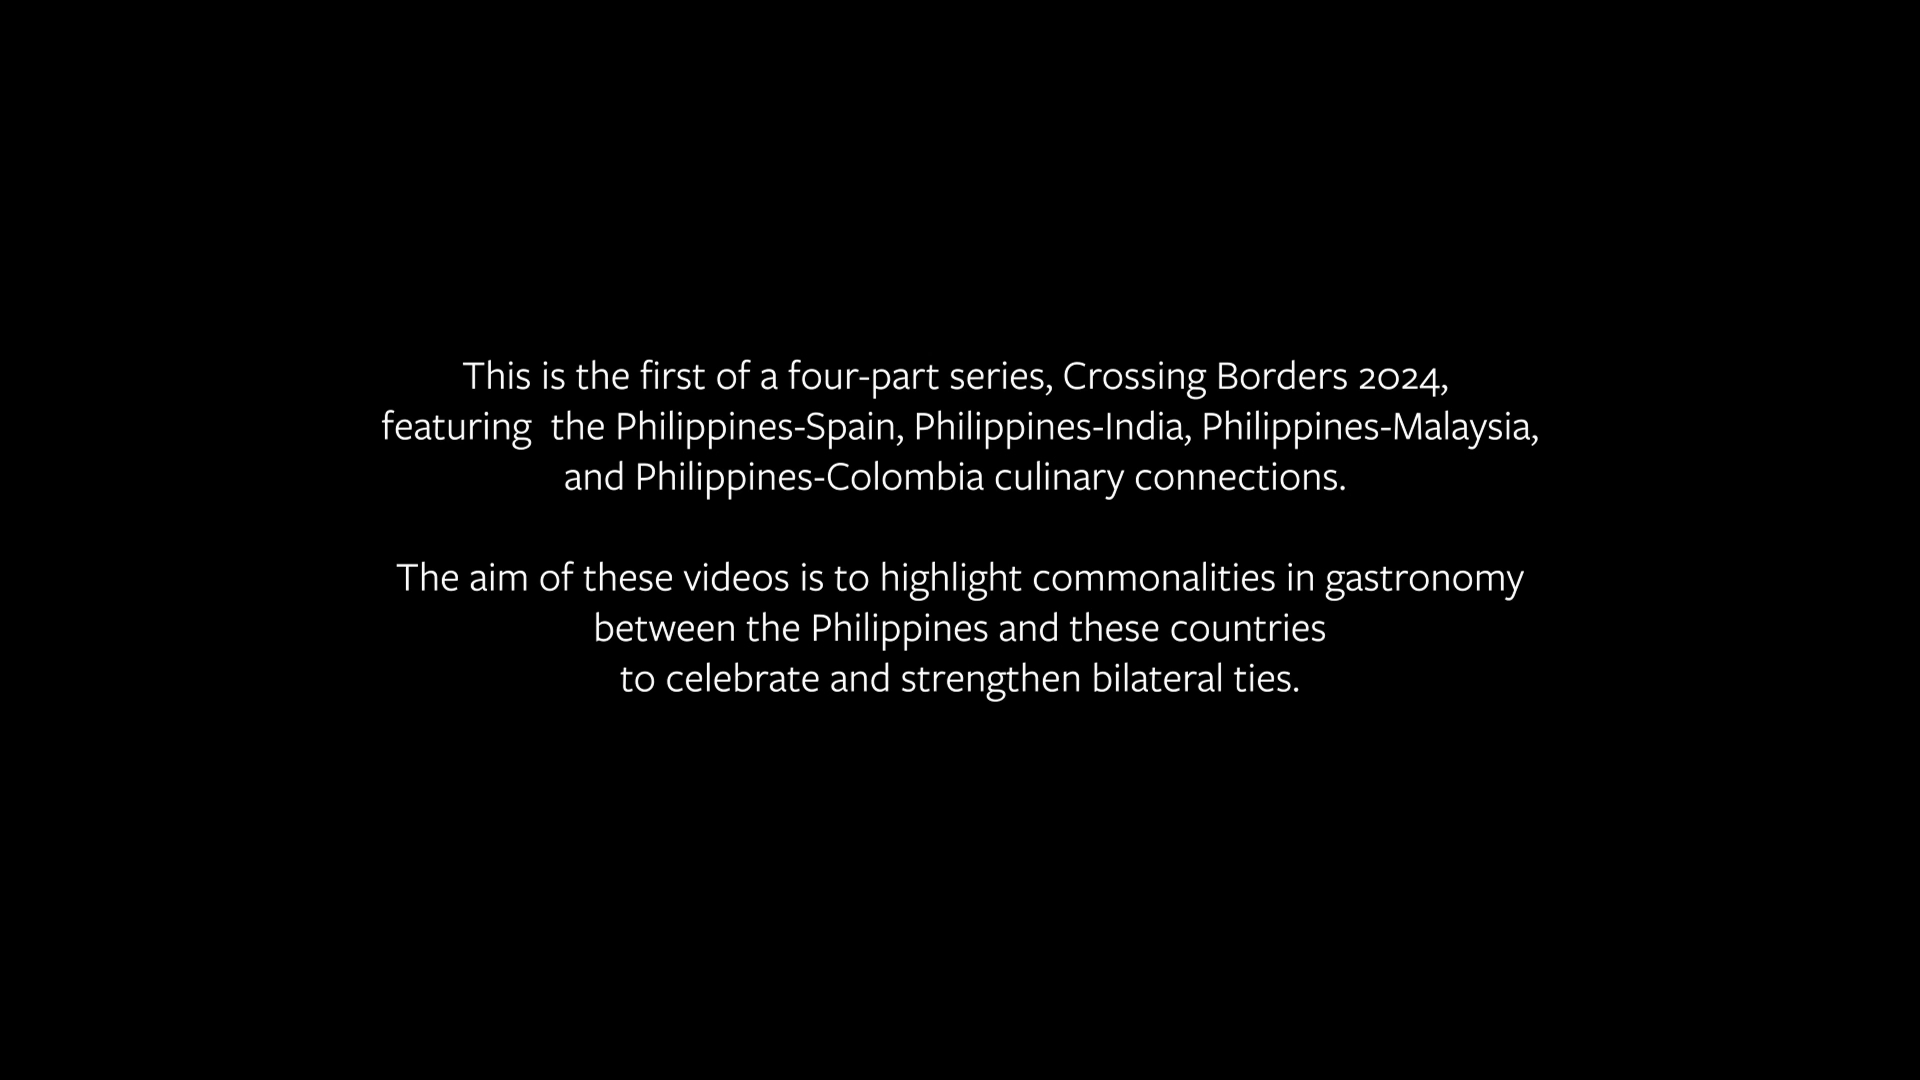 This is the first of a four-part series, Crossing Borders 2024,
featuring  the Philippines-Spain, Philippines-India, Philippines-Malaysia,
and Philippines-Colombia culinary connections.
The aim of these videos is to highlight commonalities in gastronomy
between the Philippines and these countries
to celebrate and strengthen bilateral ties.